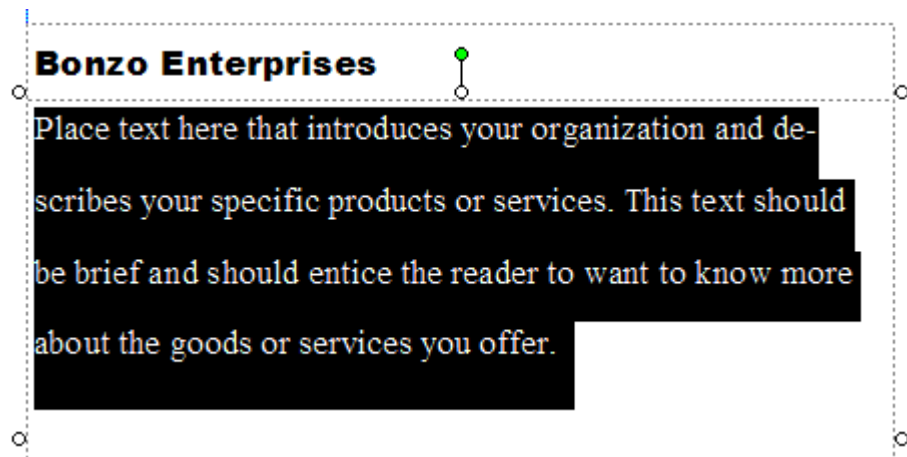 Bonzo Enterprises
Place text here that introduces your organization and de-
scribes your specific products or services. This text should
be brief and should entice the reader to want to know more
about the goods or services you offer.